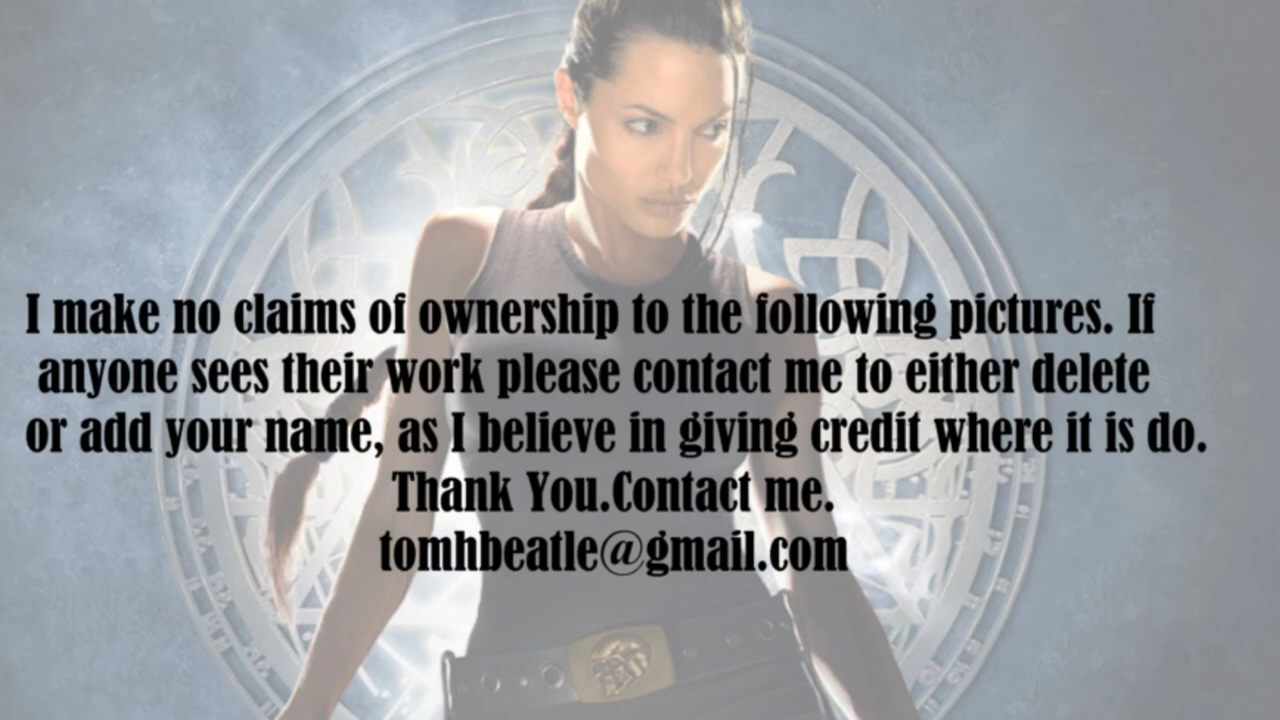 I make no claims of ownership to the following pictures. If
anyone sees their work please contact me to either delete
or add your name, as I believe in giving credit where it is do.
Thank You.Contact me.
tomhbeatle@gmail.com